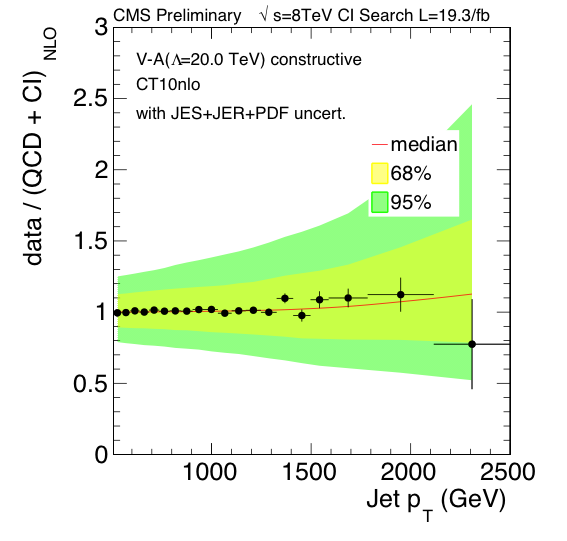 CMS Preliminary √ s=8TeV CI Search L=19.3/fb
V-A(Λ=20.0 TeV) constructive
CT10nlo
with JES+JER+PDF uncert.
median
68%
95%
data / (QCD + CI) NLO
3
2.5
2
1.5
1
0.5
0
1000 1500 2000 2500
Jet p T (GeV)